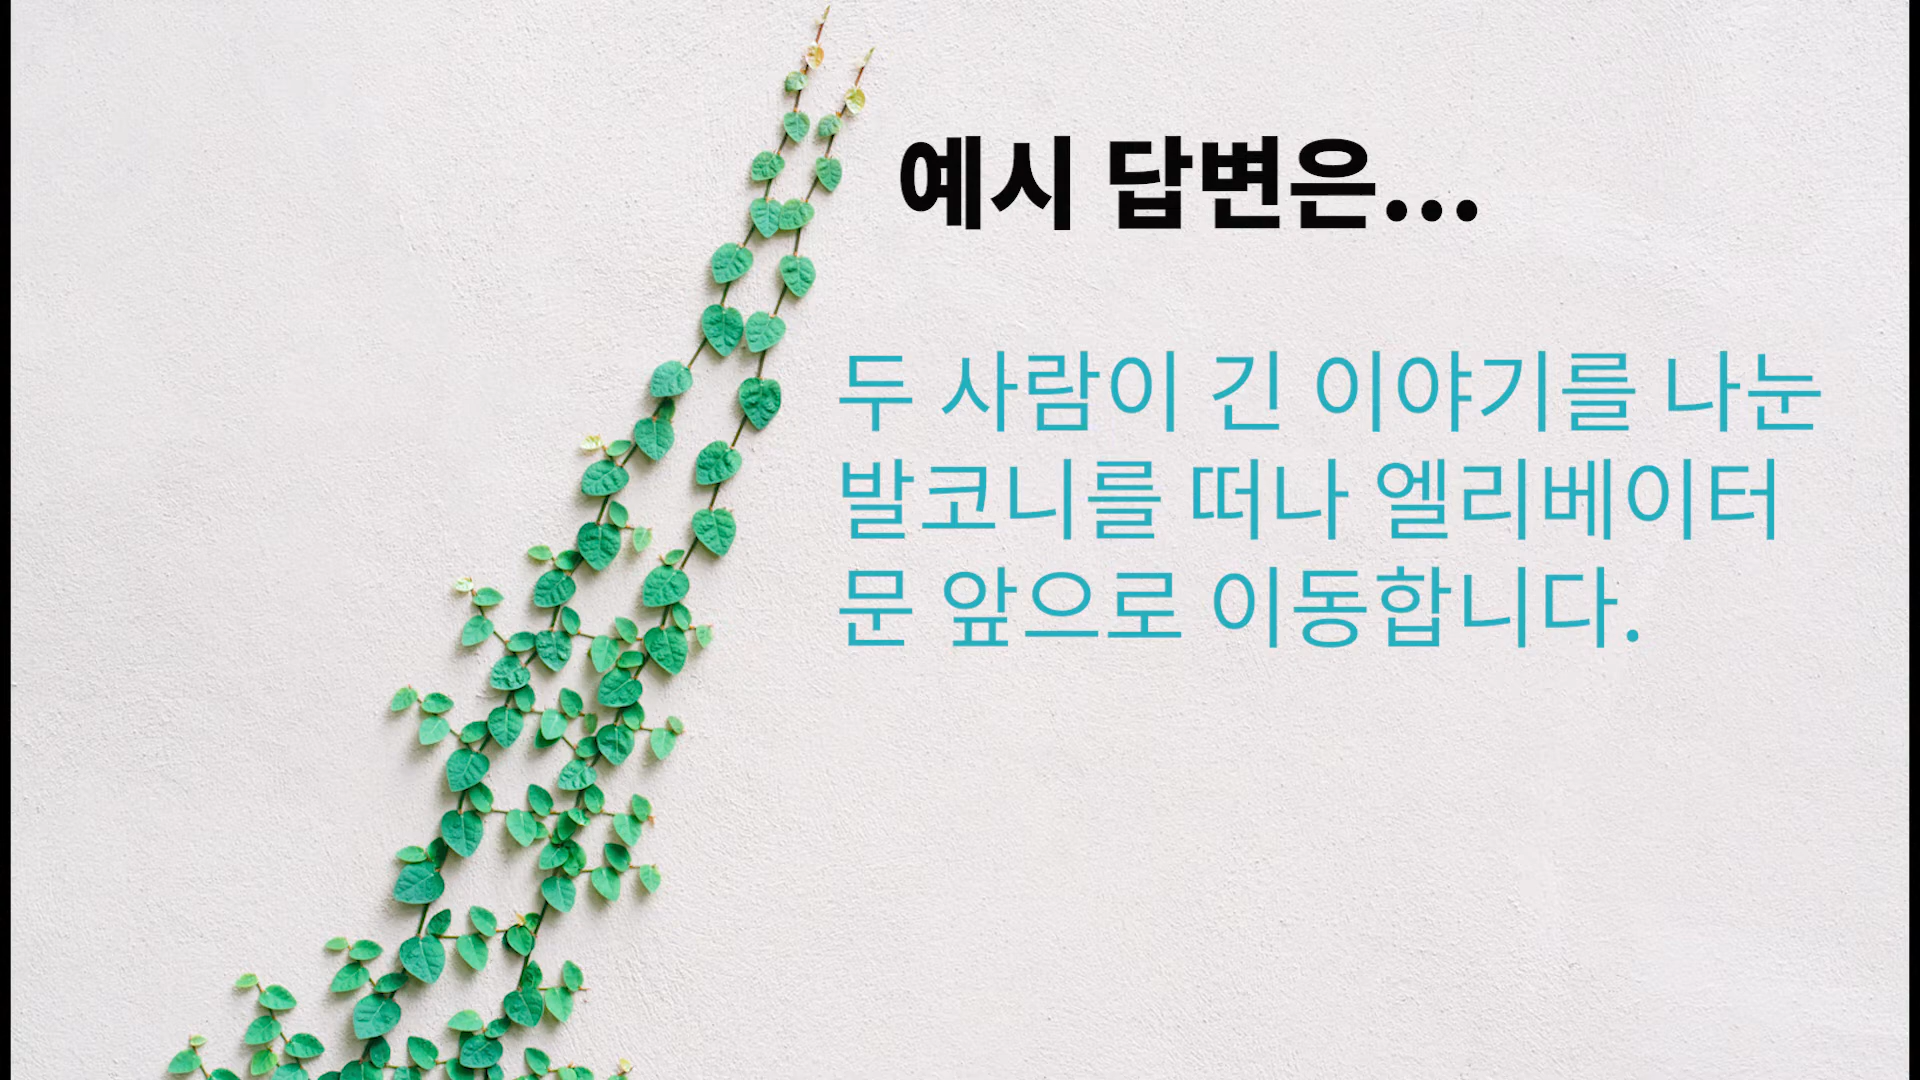 예시 답변은...
두 사람이 긴 이야기를 나눈
발코니를 떠나 엘리베이터
문 앞으로 이동합니다.